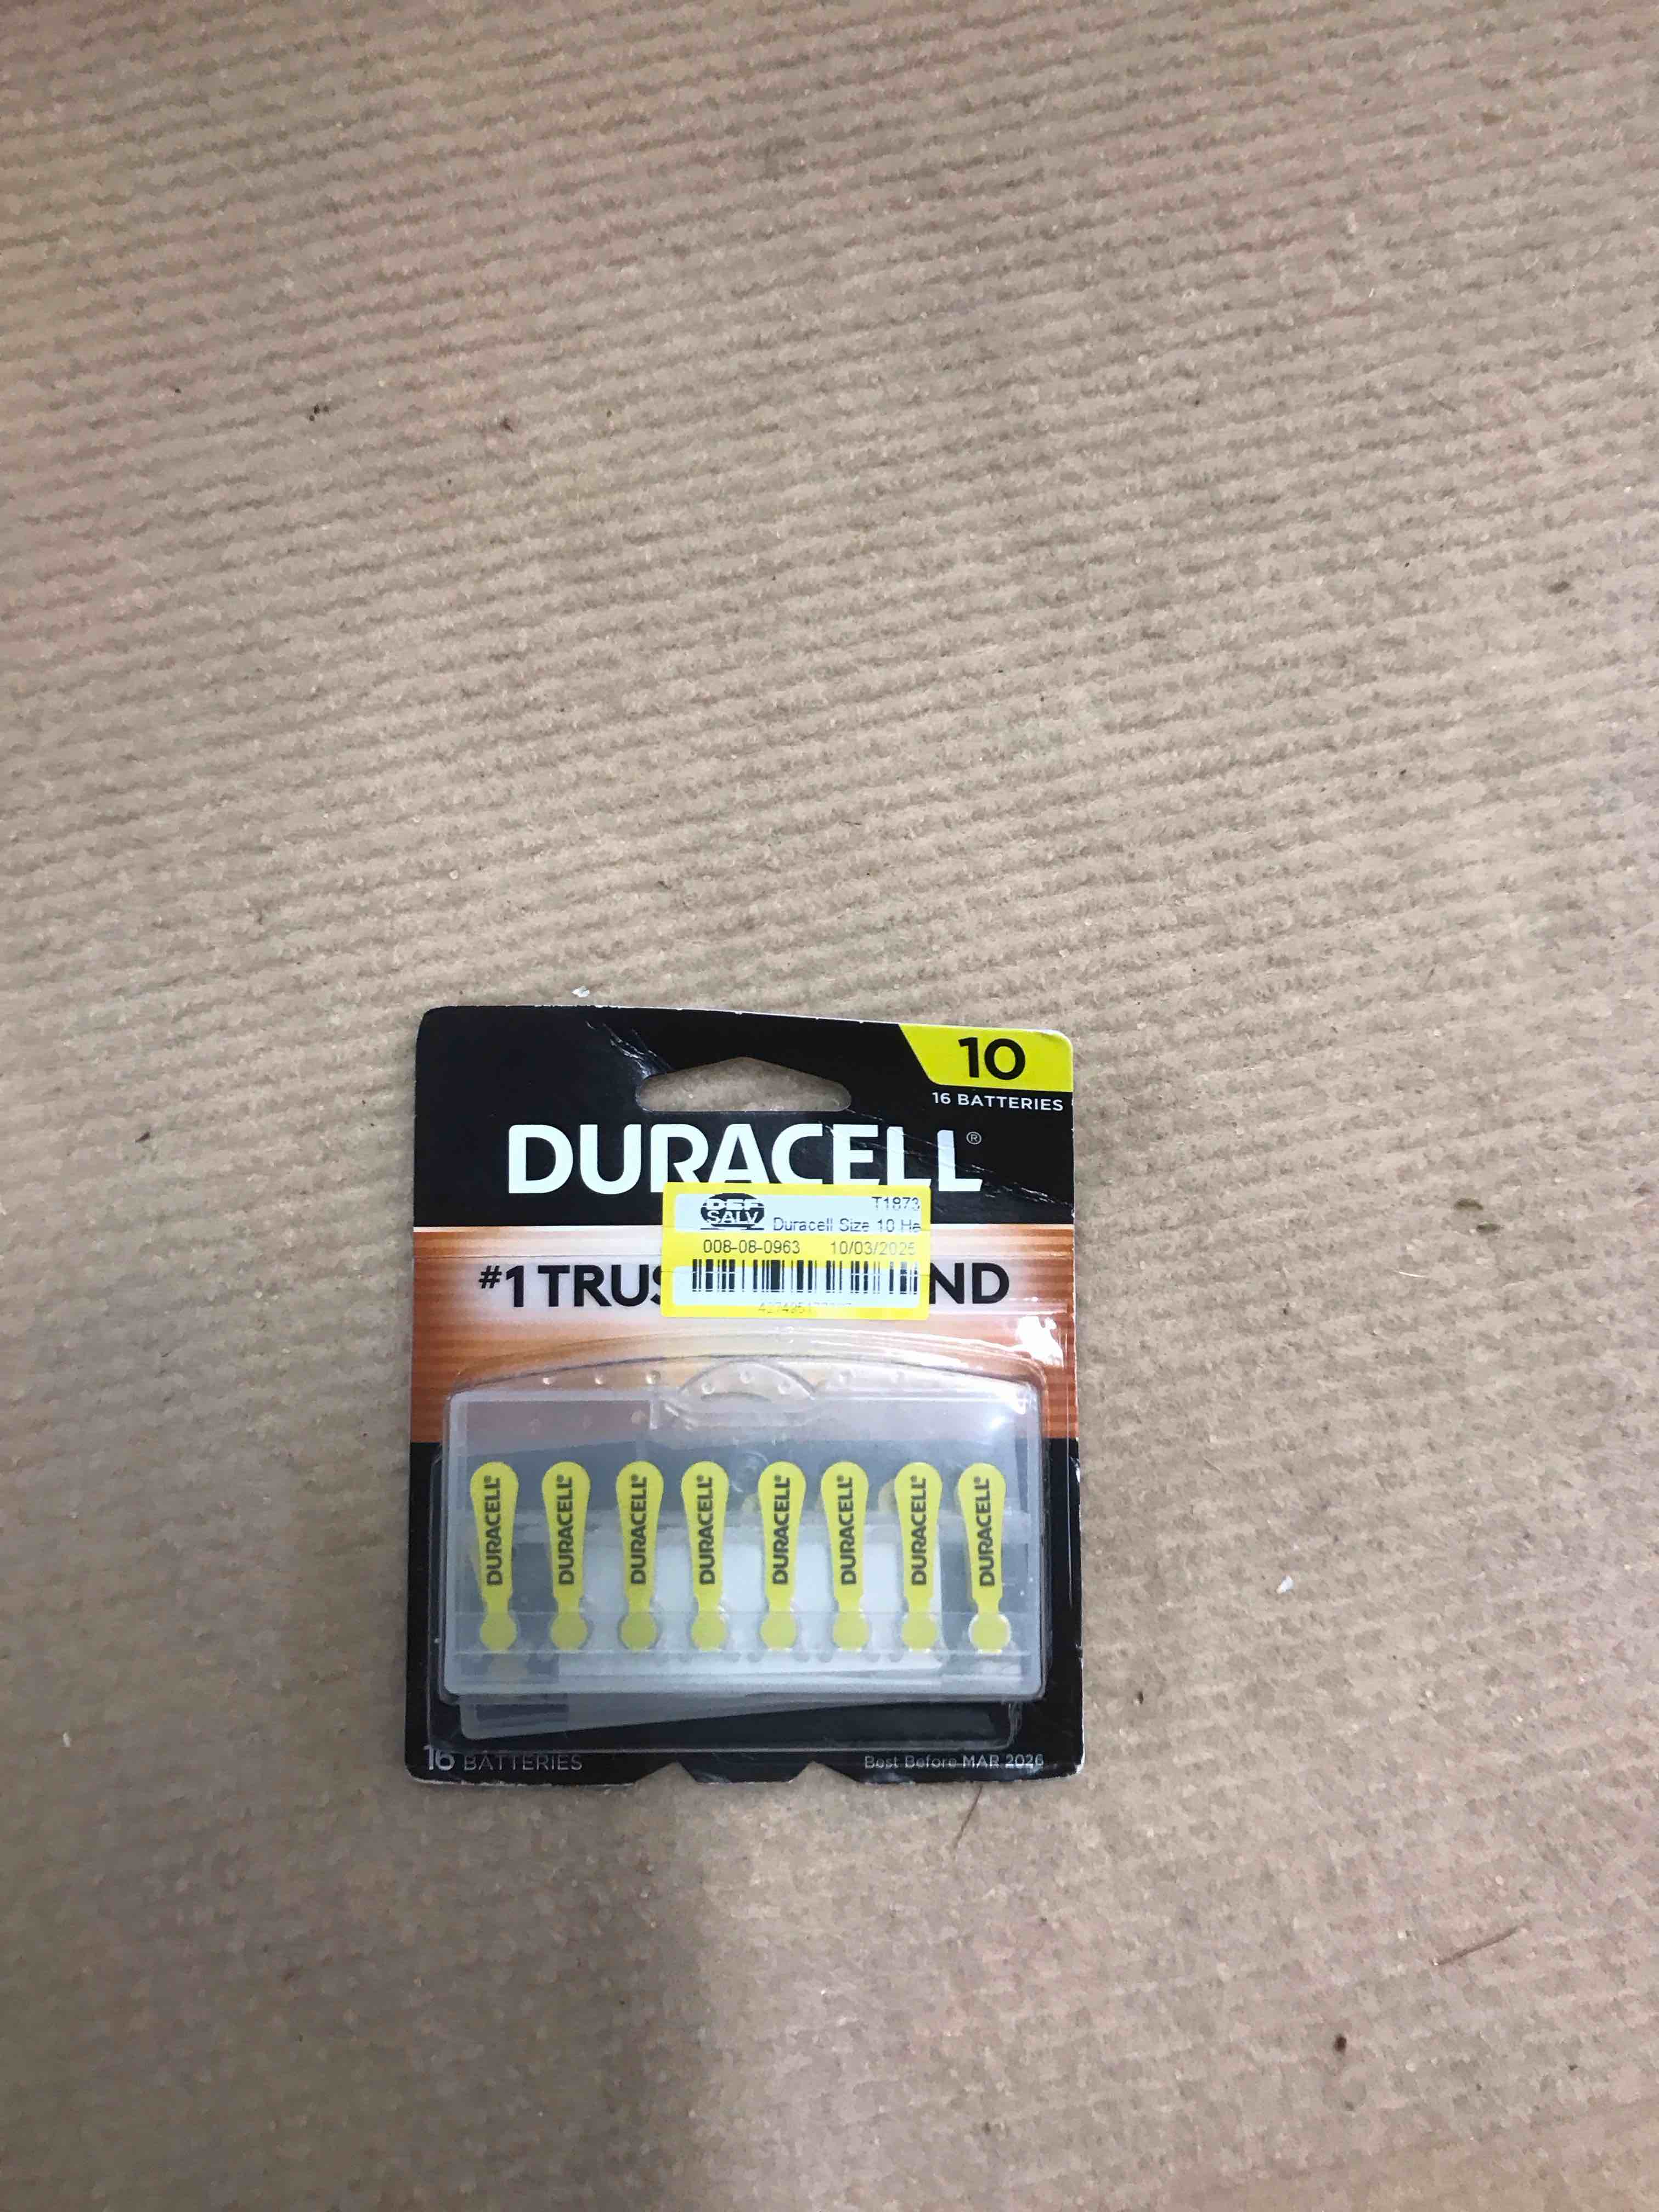 10
16 BATTERIES
DURACELL®
SALV
T1873
Duracell Size 10 He
008-08-0963 10/03/2025
#1 TRUS ND
DURACELL® DURACELL® DURACELL® DURACELL® DURACELL® DURACELL® DURACELL® DURACELL®
16 BATTERIES
Best Before MAR 2026